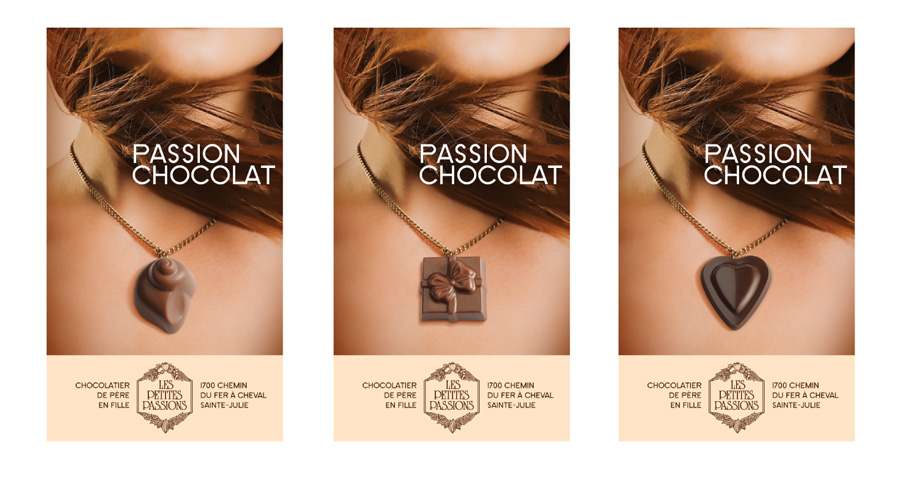 PASSION
CHOCOLAT
CHOCOLATIER
DE PÈRE
EN FILLE
LES
PETITES
PASSIONS
1700 CHEMIN
DU FER À CHEVAL
SAINTE-JULIE
PASSION
CHOCOLAT
CHOCOLATIER
DE PÈRE
EN FILLE
LES
PETITES
PASSIONS
1700 CHEMIN
DU FER À CHEVAL
SAINTE-JULIE
PASSION
CHOCOLAT
CHOCOLATIER
DE PÈRE
EN FILLE
LES
PETITES
PASSIONS
1700 CHEMIN
DU FER À CHEVAL
SAINTE-JULIE